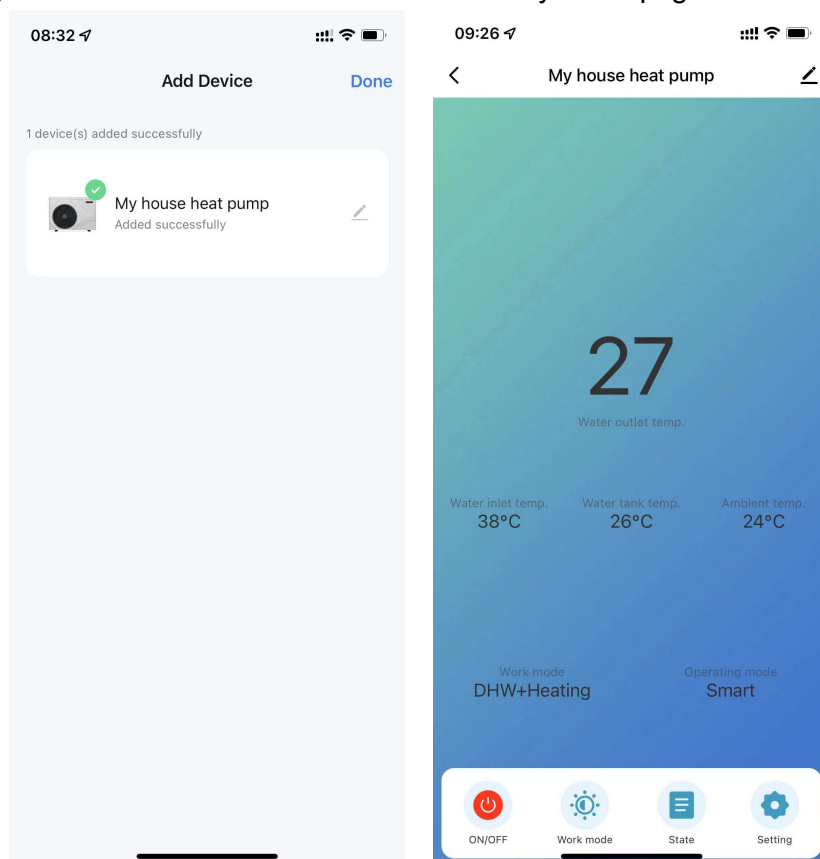 08:32
Add Device
Done
1 device(s) added successfully
My house heat pump
Added successfully
09:26
My house heat pump
27
Water outlet temp.
Water inlet temp. Water tank temp. Ambient temp.
38°C 26°C 24°C
Work mode Operating mode
DHW+Heating Smart
ON/OFF Work mode State Setting